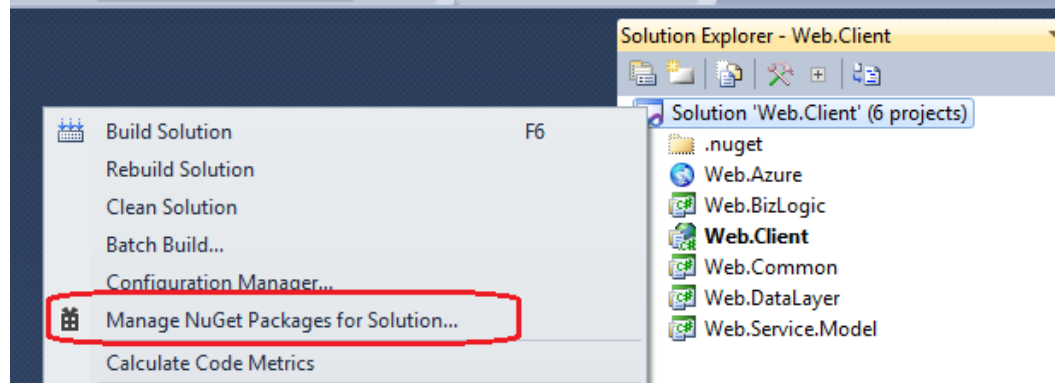 Solution Explorer - Web.Client
Solution 'Web.Client' (6 projects)
.nuget
Web.Azure
Web.BizLogic
Web.Client
Web.Common
Web.DataLayer
Web.Service.Model
Build Solution F6
Rebuild Solution
Clean Solution
Batch Build...
Configuration Manager...
Manage NuGet Packages for Solution...
Calculate Code Metrics